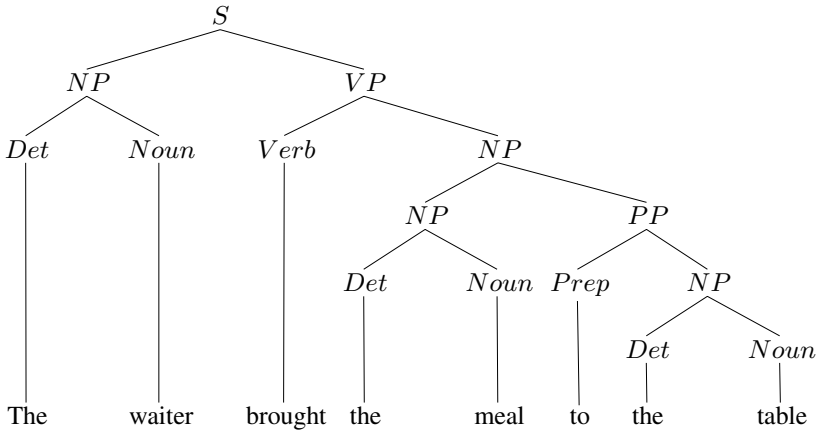 S
NP VP
Det Noun Verb NP
NP PP
Det Noun Prep NP
Det Noun
The waiter brought the meal to the table